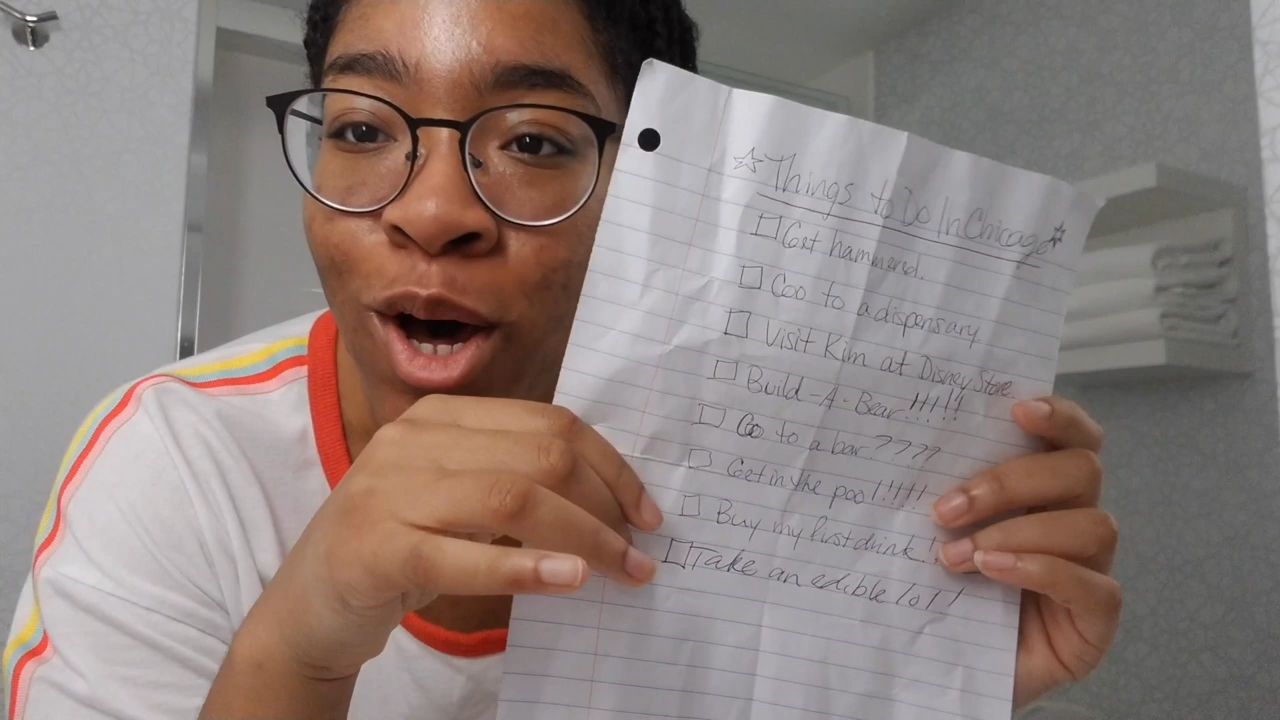 ☆Things to Do In Chicago☆
☐ Get hammered.
☐ Go to a dispensary.
☐ Visit Kim at Disney Store.
☐ Build-A-Bear!!!!!
☐ Go to a bar????
☐ Get in the pool!!!!
☐ Buy my first drink!!
☐ Take an edible lol!